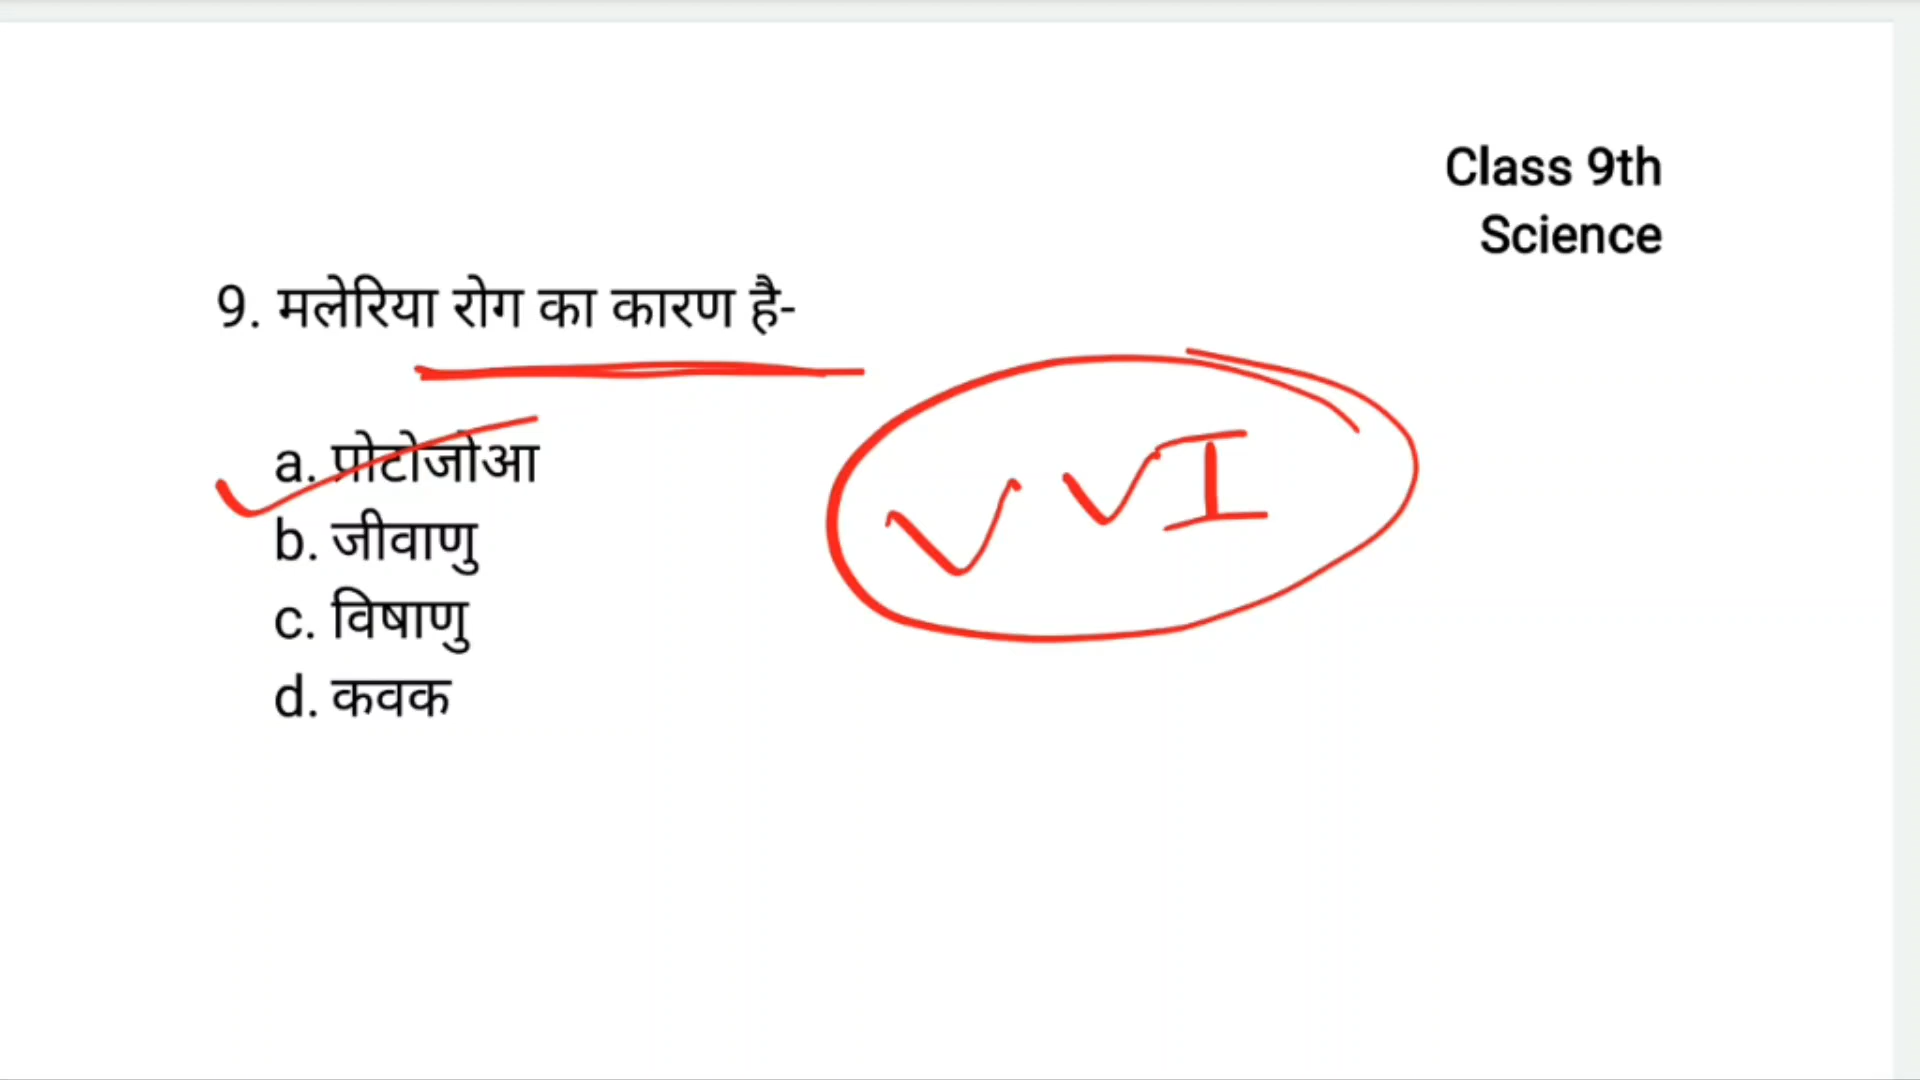 Class 9th
Science
9. मलेरिया रोग का कारण है-
a. पोटोजोआ
b. जीवाणु
c. विषाणु
d. कवक
VVI